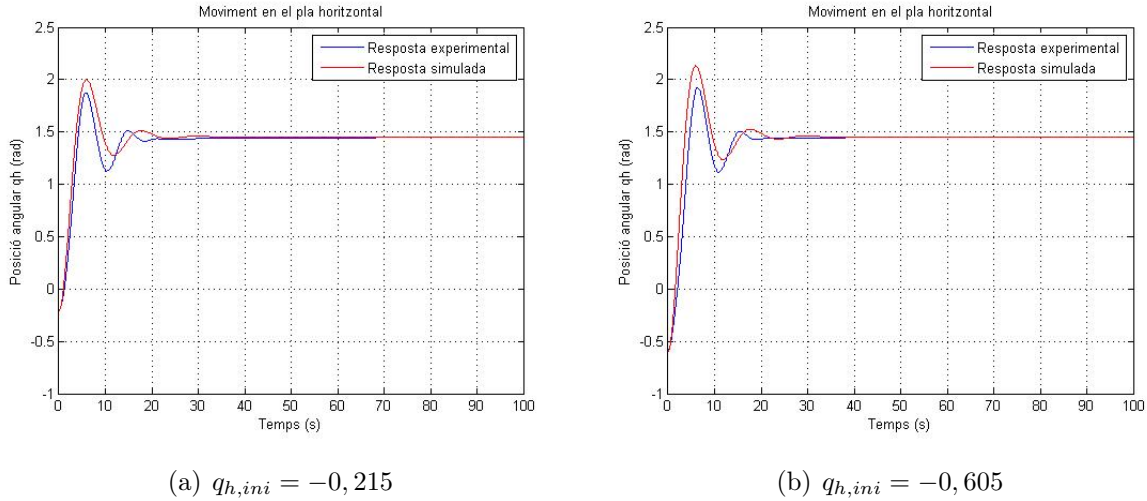 Moviment en el pla horitzontal
Resposta experimental
Resposta simulada
Posició angular qh (rad)
2.5
2
1.5
1
0.5
0
-0.5
-1
0 10 20 30 40 50 60 70 80 90 100
Temps (s)
(a) q_{h,ini} = −0, 215
Moviment en el pla horitzontal
Resposta experimental
Resposta simulada
Posició angular qh (rad)
2.5
2
1.5
1
0.5
0
-0.5
-1
0 10 20 30 40 50 60 70 80 90 100
Temps (s)
(b) q_{h,ini} = −0, 605